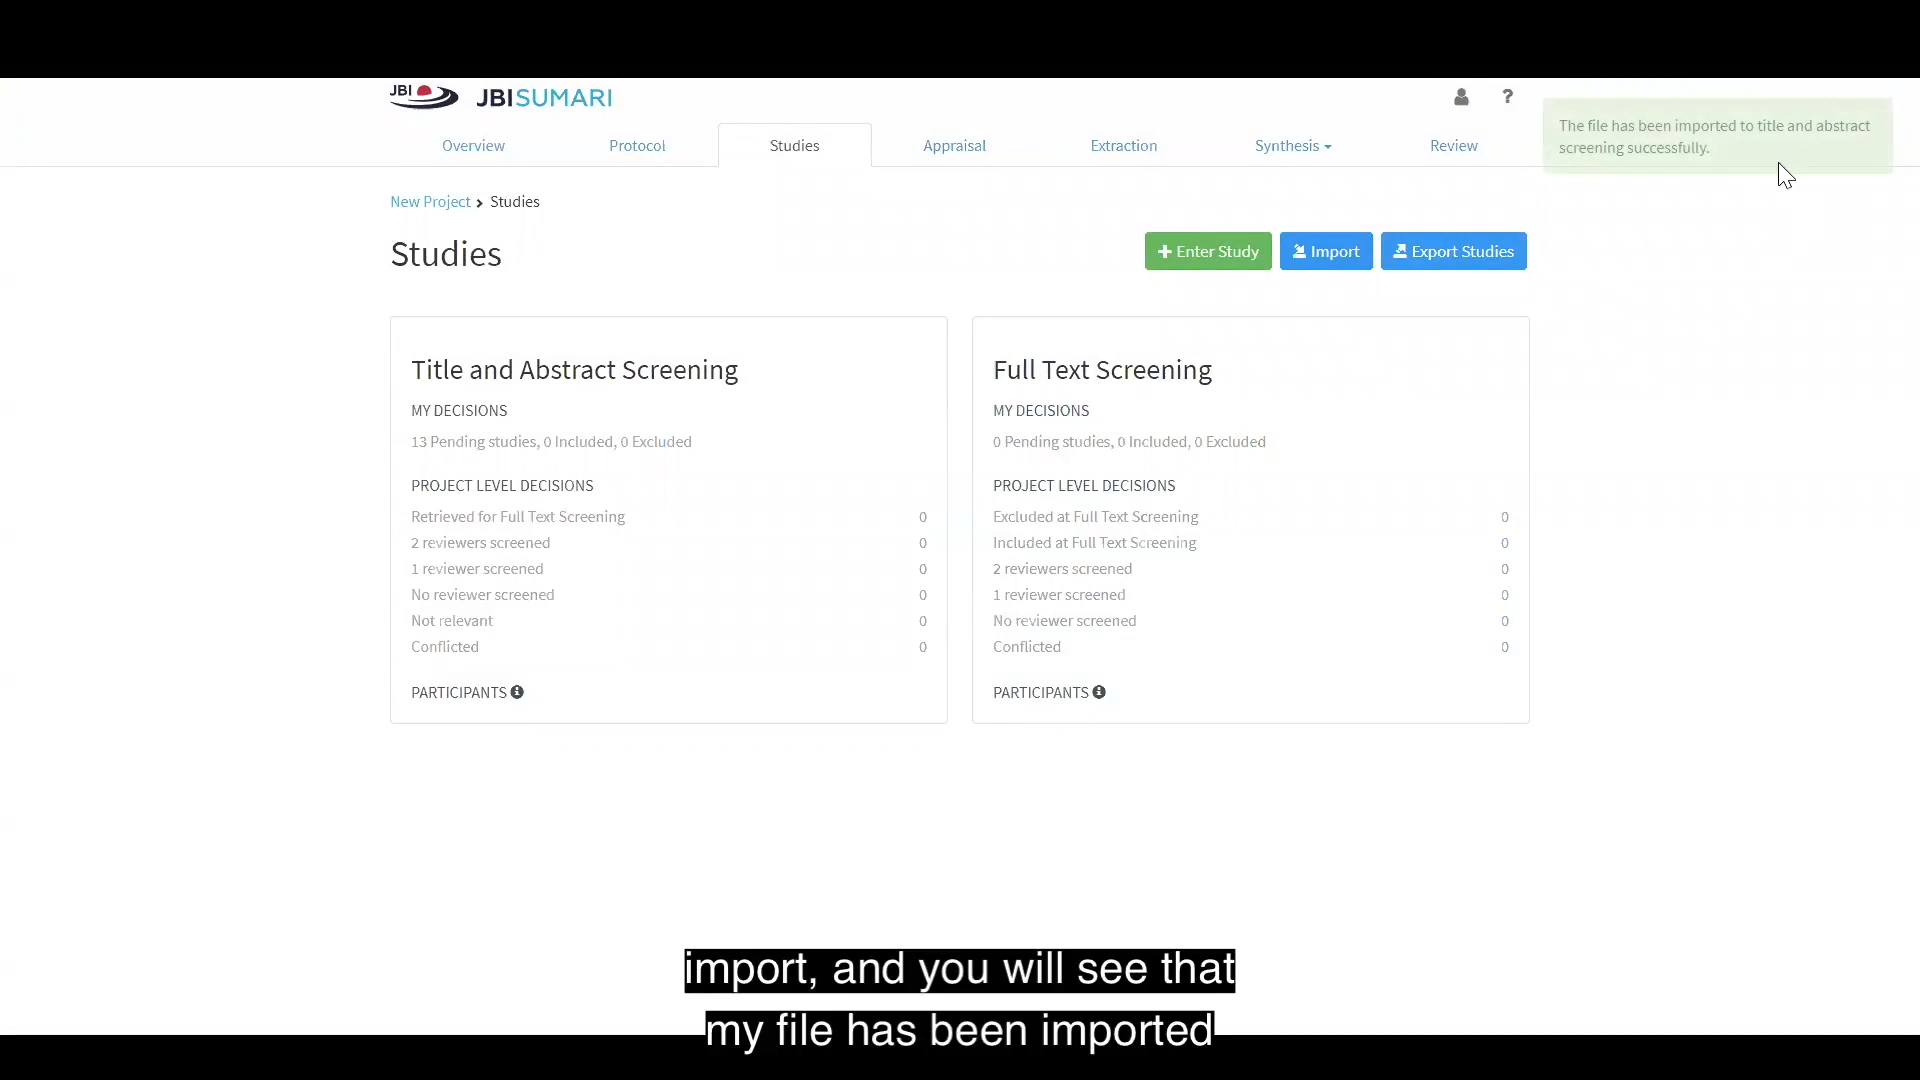 JBI JBISUMARI ?
The file has been imported to title and abstract
screening successfully.
Overview Protocol Studies Appraisal Extraction Synthesis Review
New Project Studies
Studies
Enter Study Import Export Studies
Title and Abstract Screening
MY DECISIONS
13 Pending studies, 0 Included, 0 Excluded
PROJECT LEVEL DECISIONS
Retrieved for Full Text Screening 0
2 reviewers screened 0
1 reviewer screened 0
No reviewer screened 0
Not relevant 0
Conflicted 0
PARTICIPANTS
Full Text Screening
MY DECISIONS
0 Pending studies, 0 Included, 0 Excluded
PROJECT LEVEL DECISIONS
Excluded at Full Text Screening 0
Included at Full Text Screening 0
2 reviewers screened 0
1 reviewer screened 0
No reviewer screened 0
Conflicted 0
PARTICIPANTS
import, and you will see that
my file has been imported